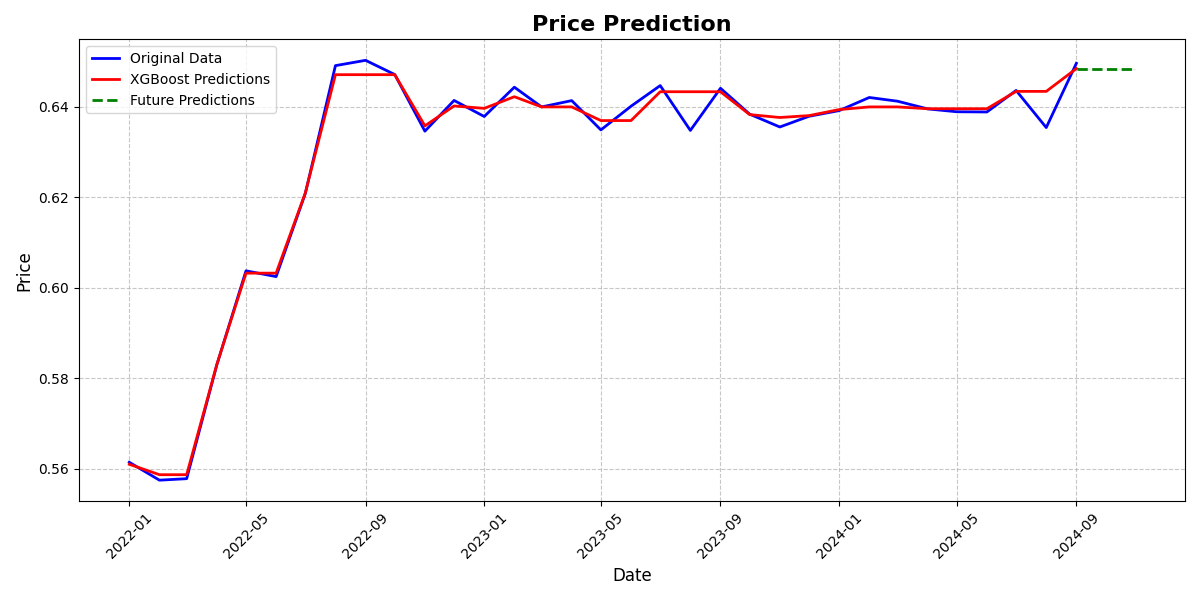 Price Prediction
Original Data
XGBoost Predictions
Future Predictions
Price
0.64
0.62
0.60
0.58
0.56
2022-01
2022-05
2022-09
2023-01
2023-05
2023-09
2024-01
2024-05
2024-09
Date